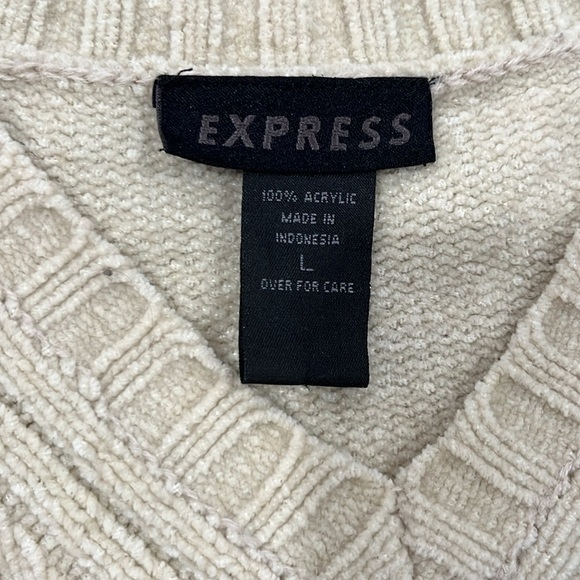 EXPRESS
100% ACRYLIC
MADE IN
INDONESIA
L
OVER FOR CARE